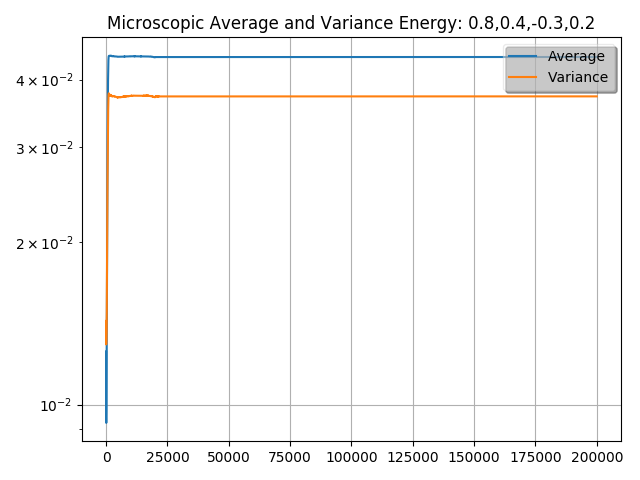 Microscopic Average and Variance Energy: 0.8,0.4,-0.3,0.2
Average
Variance
4 × 10⁻²
3 × 10⁻²
2 × 10⁻²
10⁻²
0 25000 50000 75000 100000 125000 150000 175000 200000